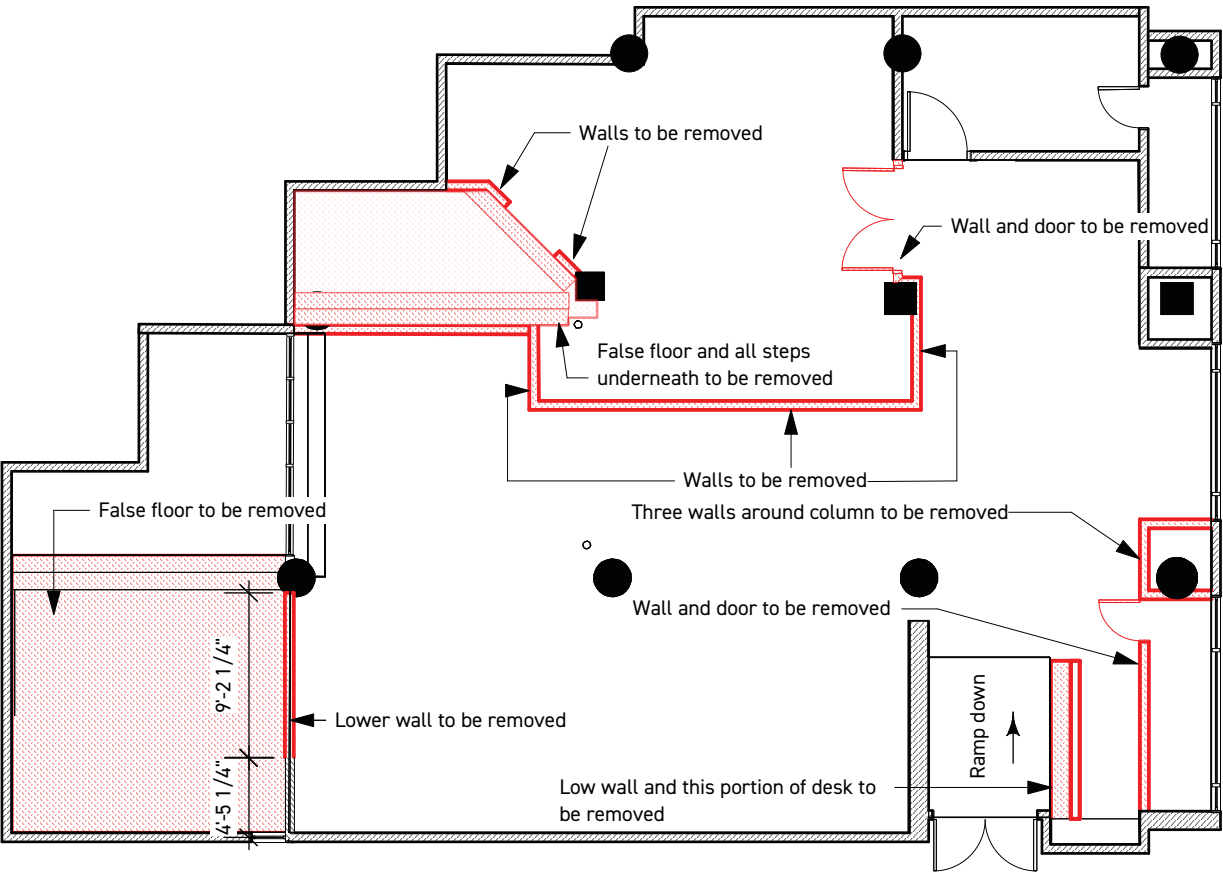 Walls to be removed
Wall and door to be removed
False floor and all steps
underneath to be removed
Walls to be removed
False floor to be removed
Three walls around column to be removed
Wall and door to be removed
9'-2 1/4"
Lower wall to be removed
Ramp down
4'-5 1/4"
Low wall and this portion of desk to
be removed